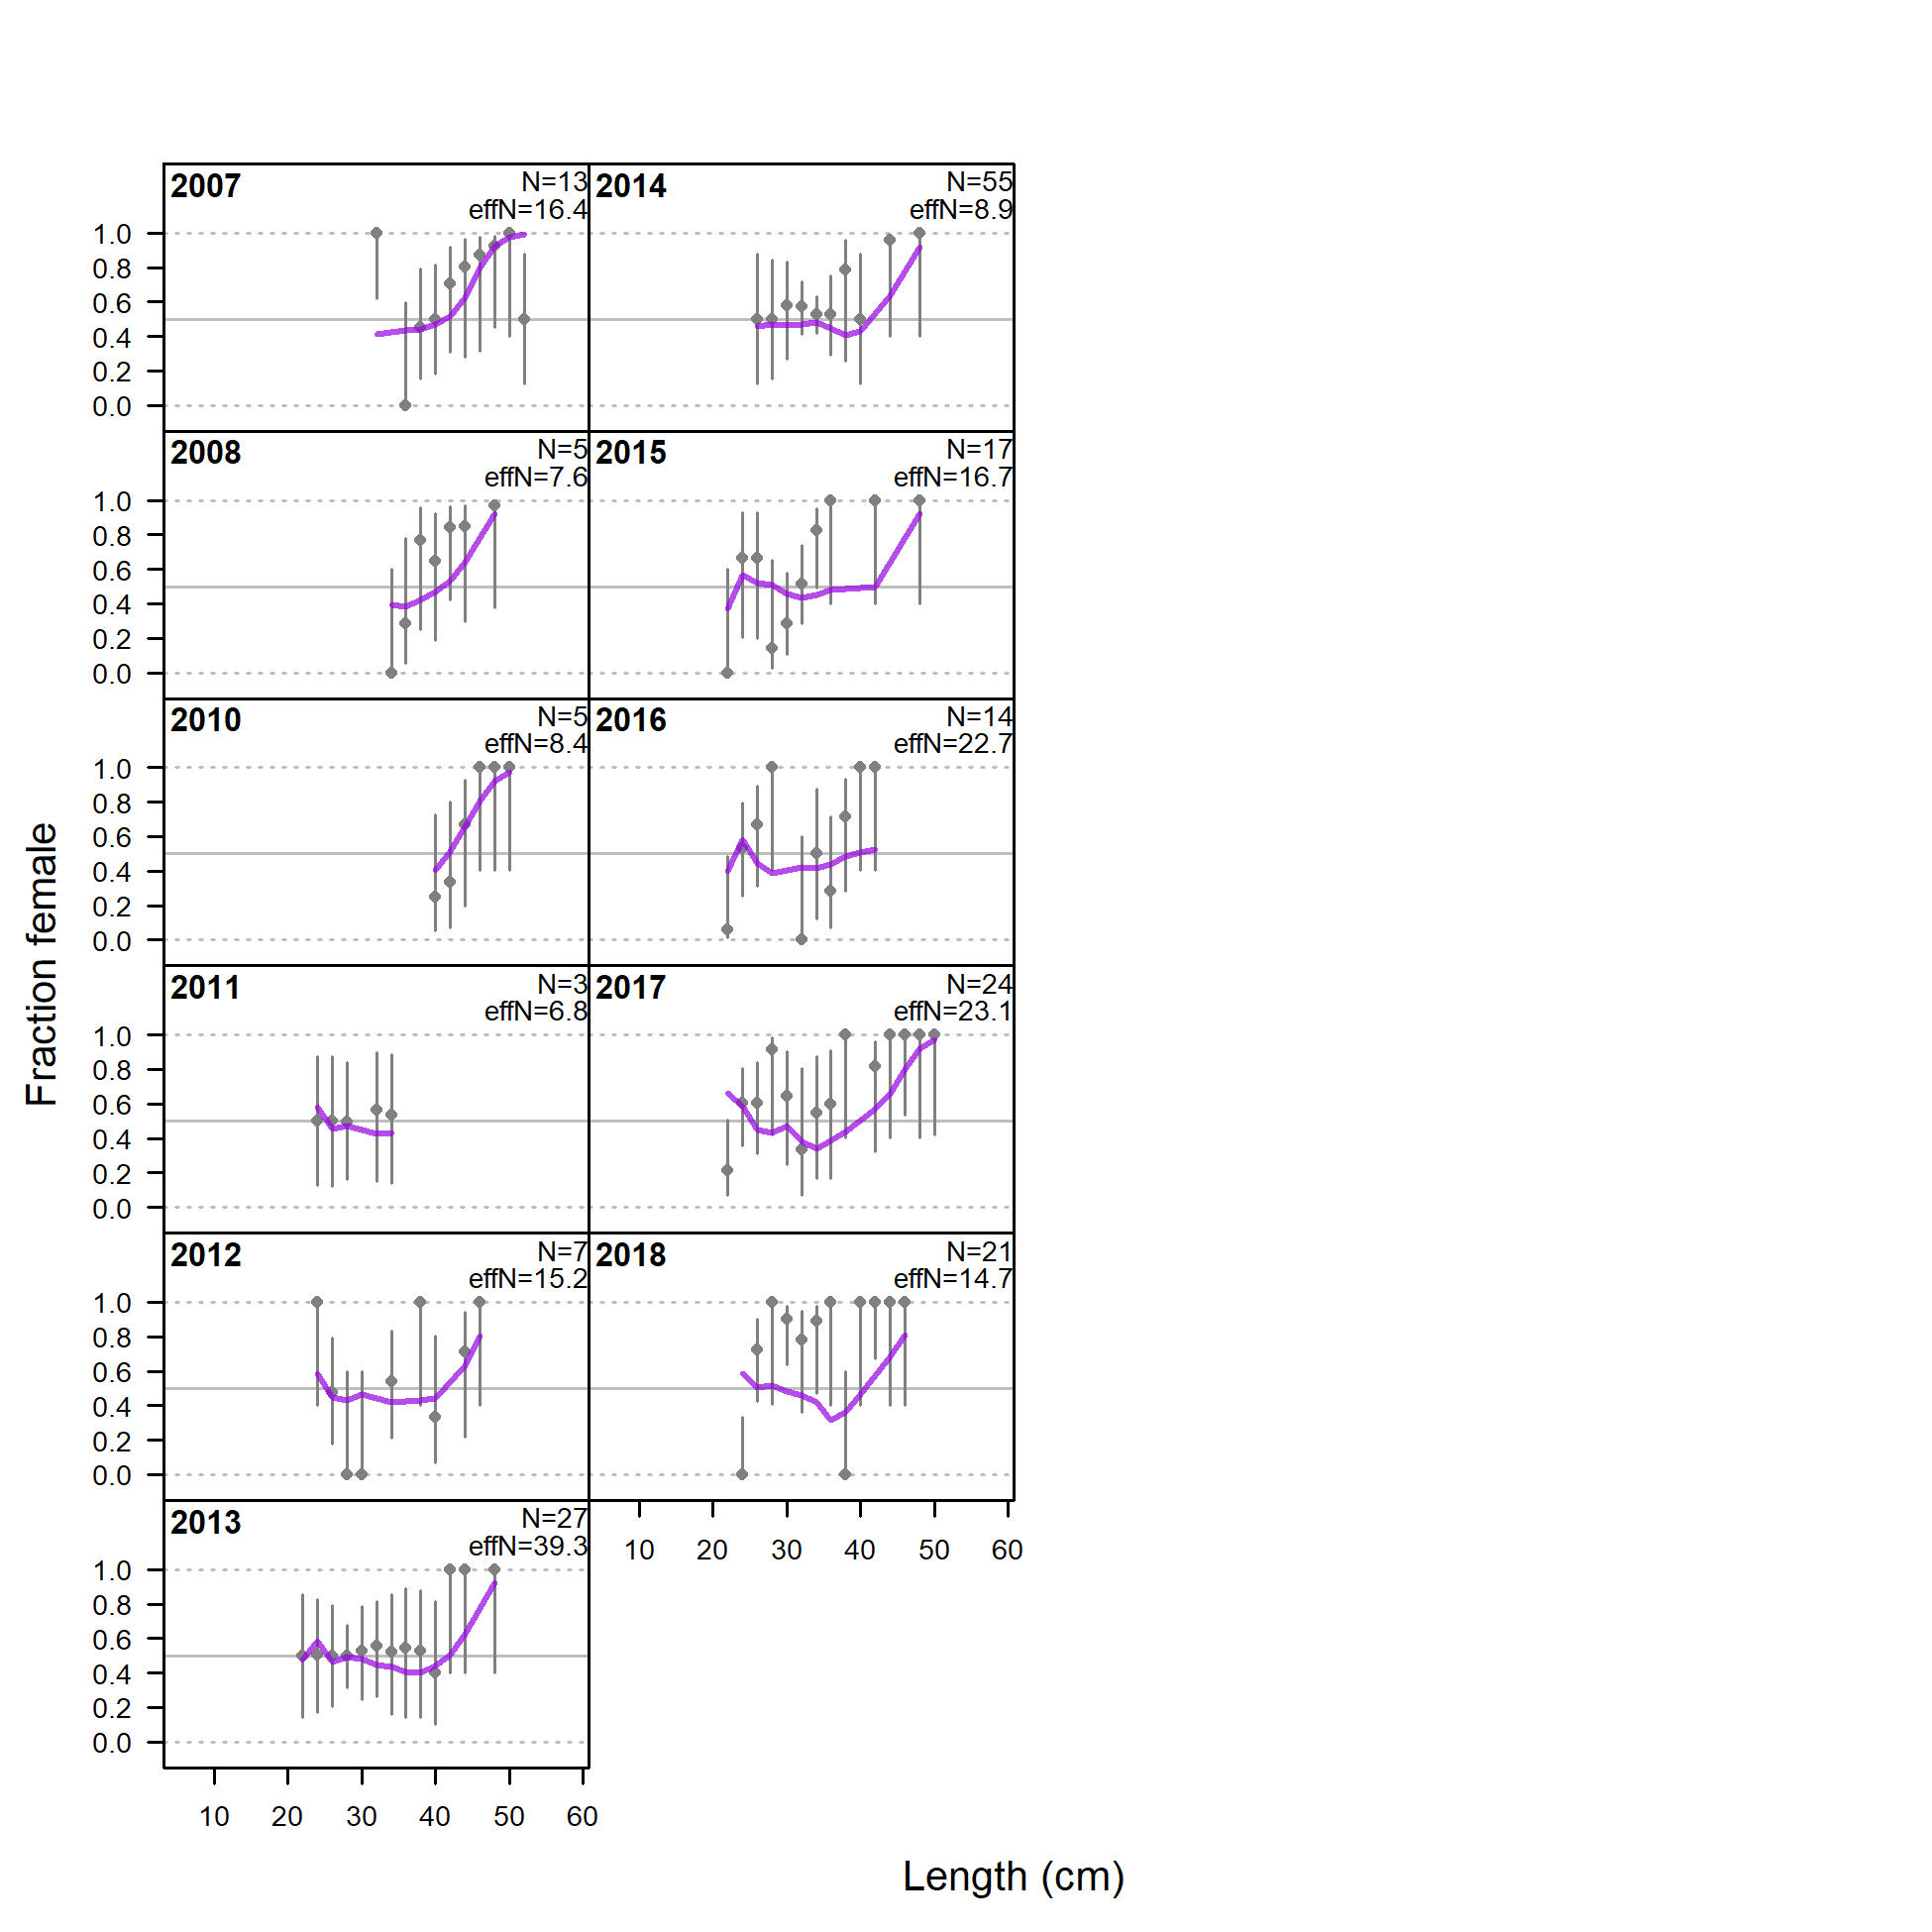 2007
N=13
effN=16.4
1.0
0.8
0.6
0.4
0.2
0.0
2008
N=5
effN=7.6
1.0
0.8
0.6
0.4
0.2
0.0
2010
N=5
effN=8.4
1.0
0.8
0.6
0.4
0.2
0.0
2011
N=3
effN=6.8
1.0
0.8
0.6
0.4
0.2
0.0
2012
N=7
effN=15.2
1.0
0.8
0.6
0.4
0.2
0.0
2013
N=27
effN=39.3
1.0
0.8
0.6
0.4
0.2
0.0
10 20 30 40 50 60
2014
N=55
effN=8.9
2015
N=17
effN=16.7
2016
N=14
effN=22.7
2017
N=24
effN=23.1
2018
N=21
effN=14.7
10 20 30 40 50 60
Fraction female
Length (cm)